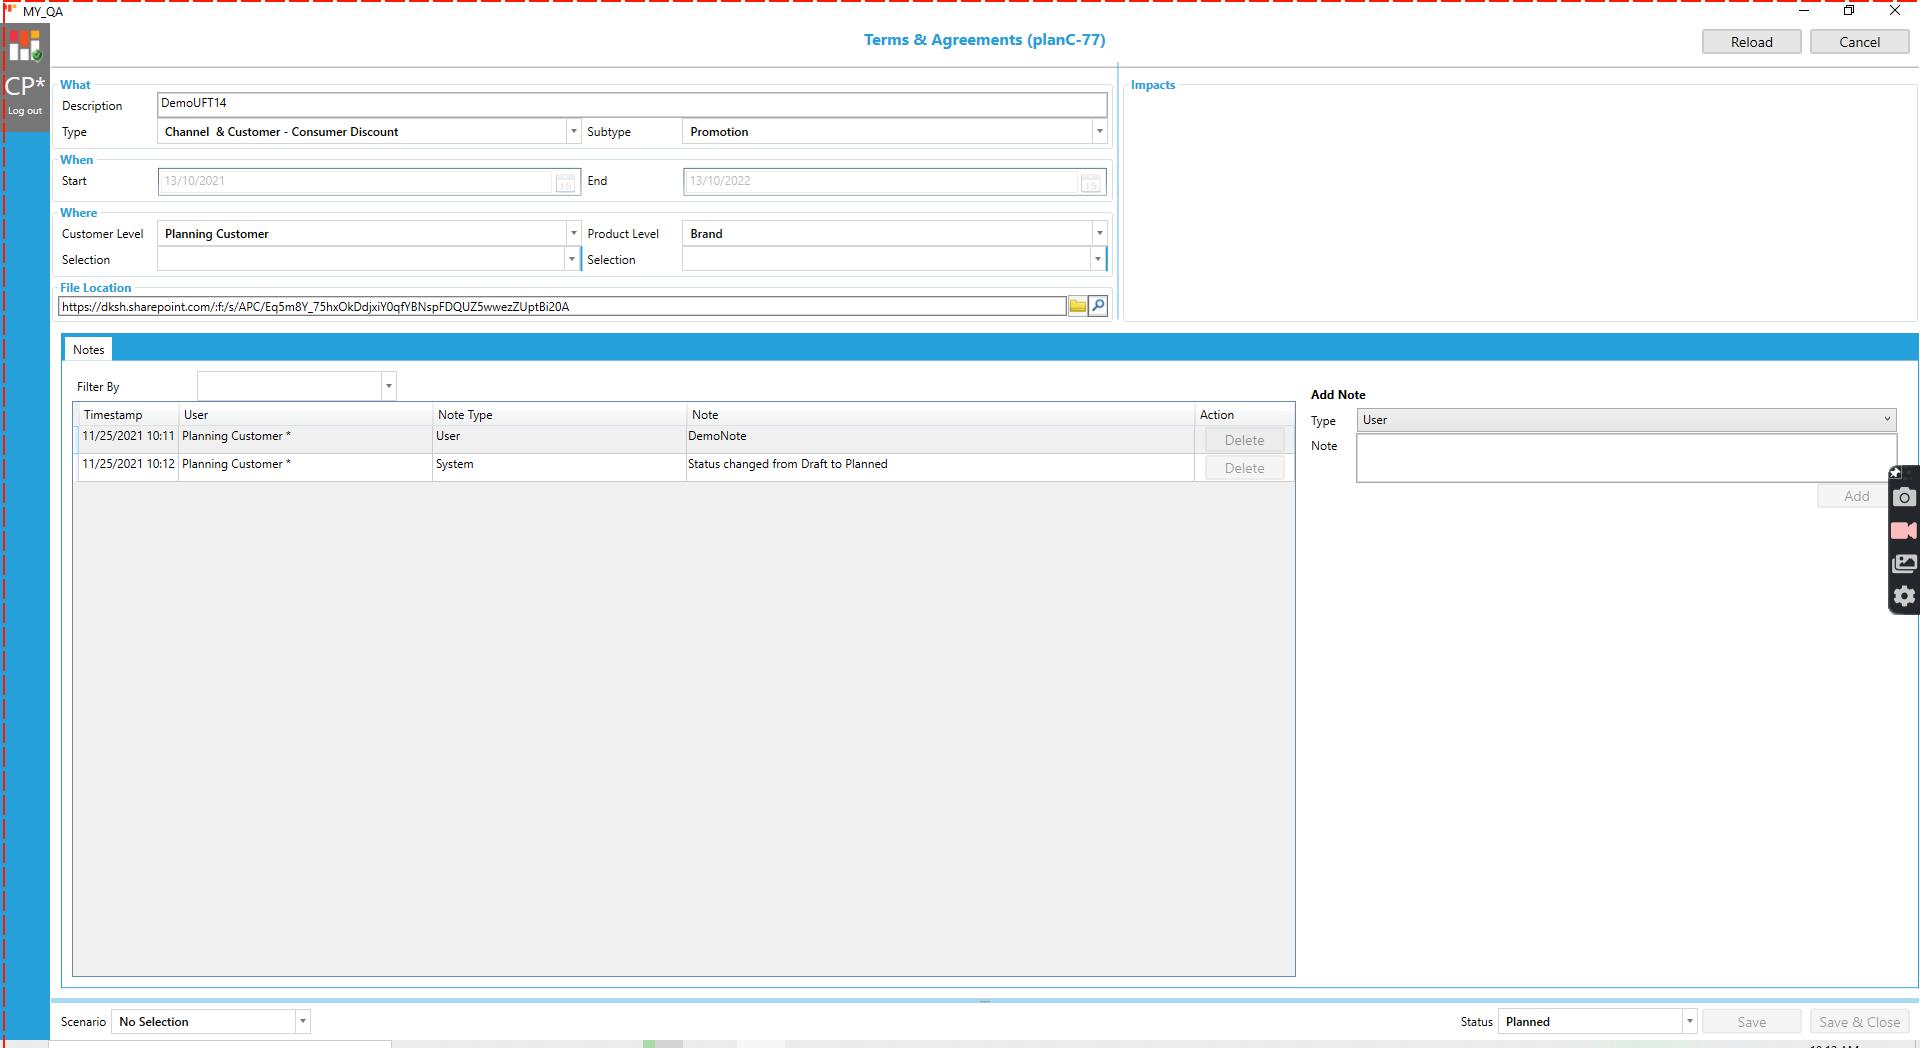 MY_QA
Terms & Agreements (planC-77)
Reload
Cancel
CP*
Log out
What
Description DemoUFT14
Type Channel & Customer - Consumer Discount Subtype Promotion
When
Start 13/10/2021 15 End 13/10/2022 15
Where
Customer Level Planning Customer Product Level Brand
Selection Selection
File Location
https://dksh.sharepoint.com/:f:/s/APC/Eq5m8Y_75hxOkDdjxiY0qfYBNspFDQUZ5wwezZUptBi20A
Impacts
Notes
Filter By
Timestamp User Note Type Note Action
11/25/2021 10:11 Planning Customer * User DemoNote Delete
11/25/2021 10:12 Planning Customer * System Status changed from Draft to Planned Delete
Add Note
Type User
Note
Add
Scenario No Selection
Status Planned
Save
Save & Close